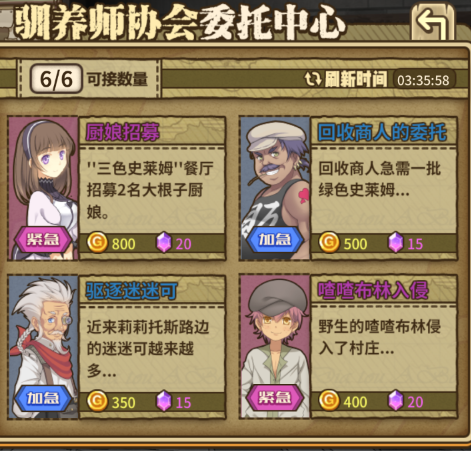 驯养师协会委托中心
6/6 可接数量
刷新时间 03:35:58
厨娘招募
"三色史莱姆"餐厅
招募2名大根子厨
娘。
紧急
G 800 20
回收商人的委托
回收商人急需一批
绿色史莱姆...
加急
G 500 15
驱逐迷迷可
近来莉莉托斯路边
的迷迷可越来越
多...
加急
G 350 15
喳喳布林入侵
野生的喳喳布林侵
入了村庄...
紧急
G 400 20